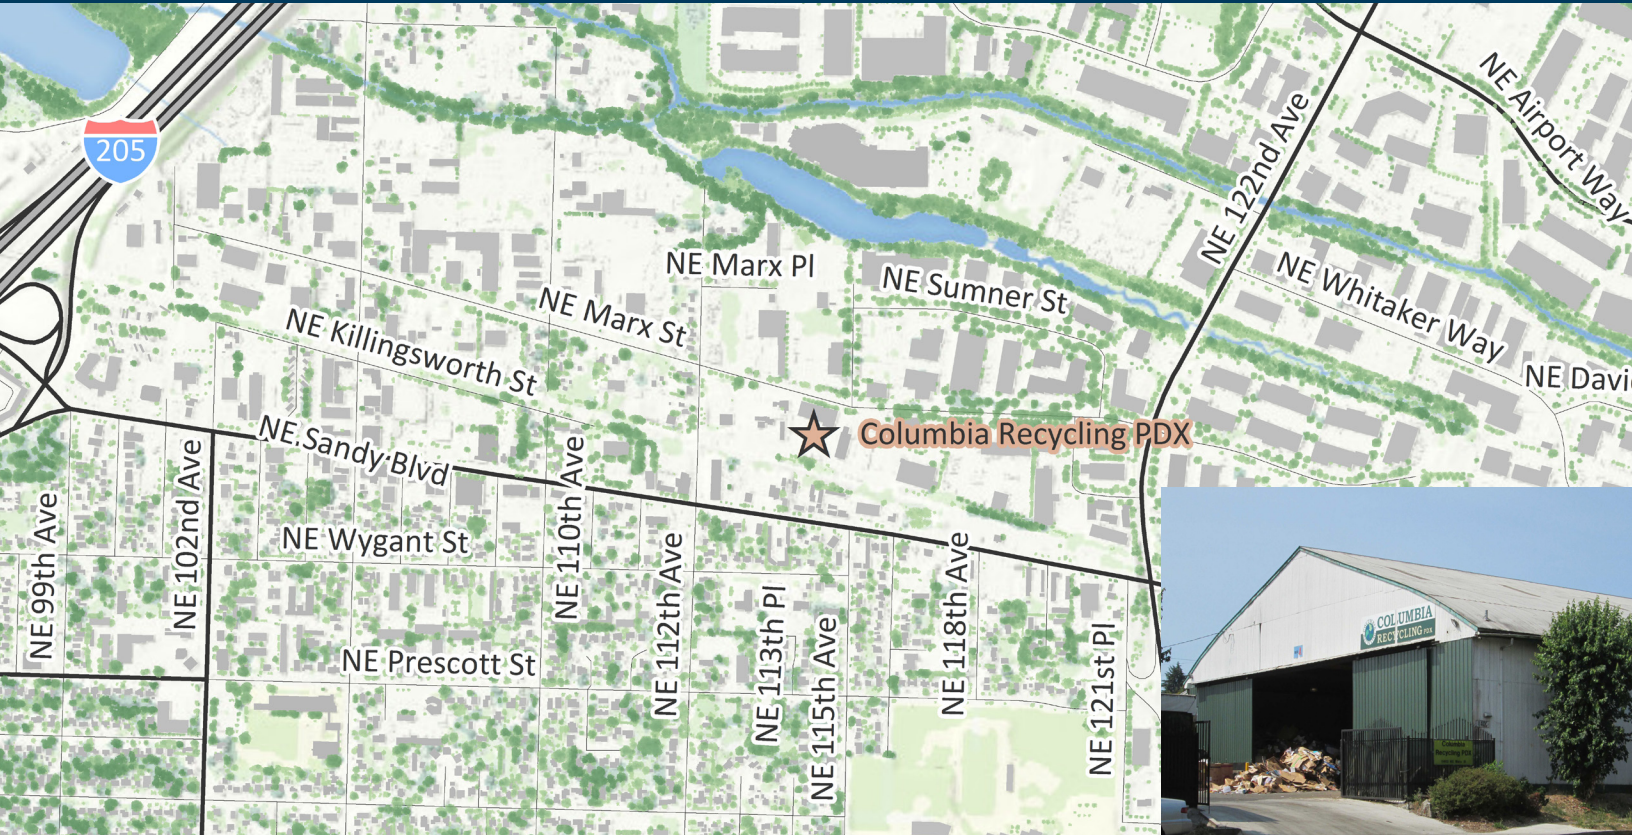 205
NE Airport Way
NE 122nd Ave
NE Marx Pl
NE Sumner St
NE Whitaker Way
NE Marx St
NE Killingsworth St
NE Davi
NE Sandy Blvd
Columbia Recycling PDX
NE 99th Ave
NE 102nd Ave
NE 110th Ave
NE Wygant St
NE 112th Ave
NE 113th Pl
NE 115th Ave
NE 118th Ave
NE 121st Pl
NE Prescott St
COLUMBIA
RECYCLING PDX
Columbia
Recycling PDX